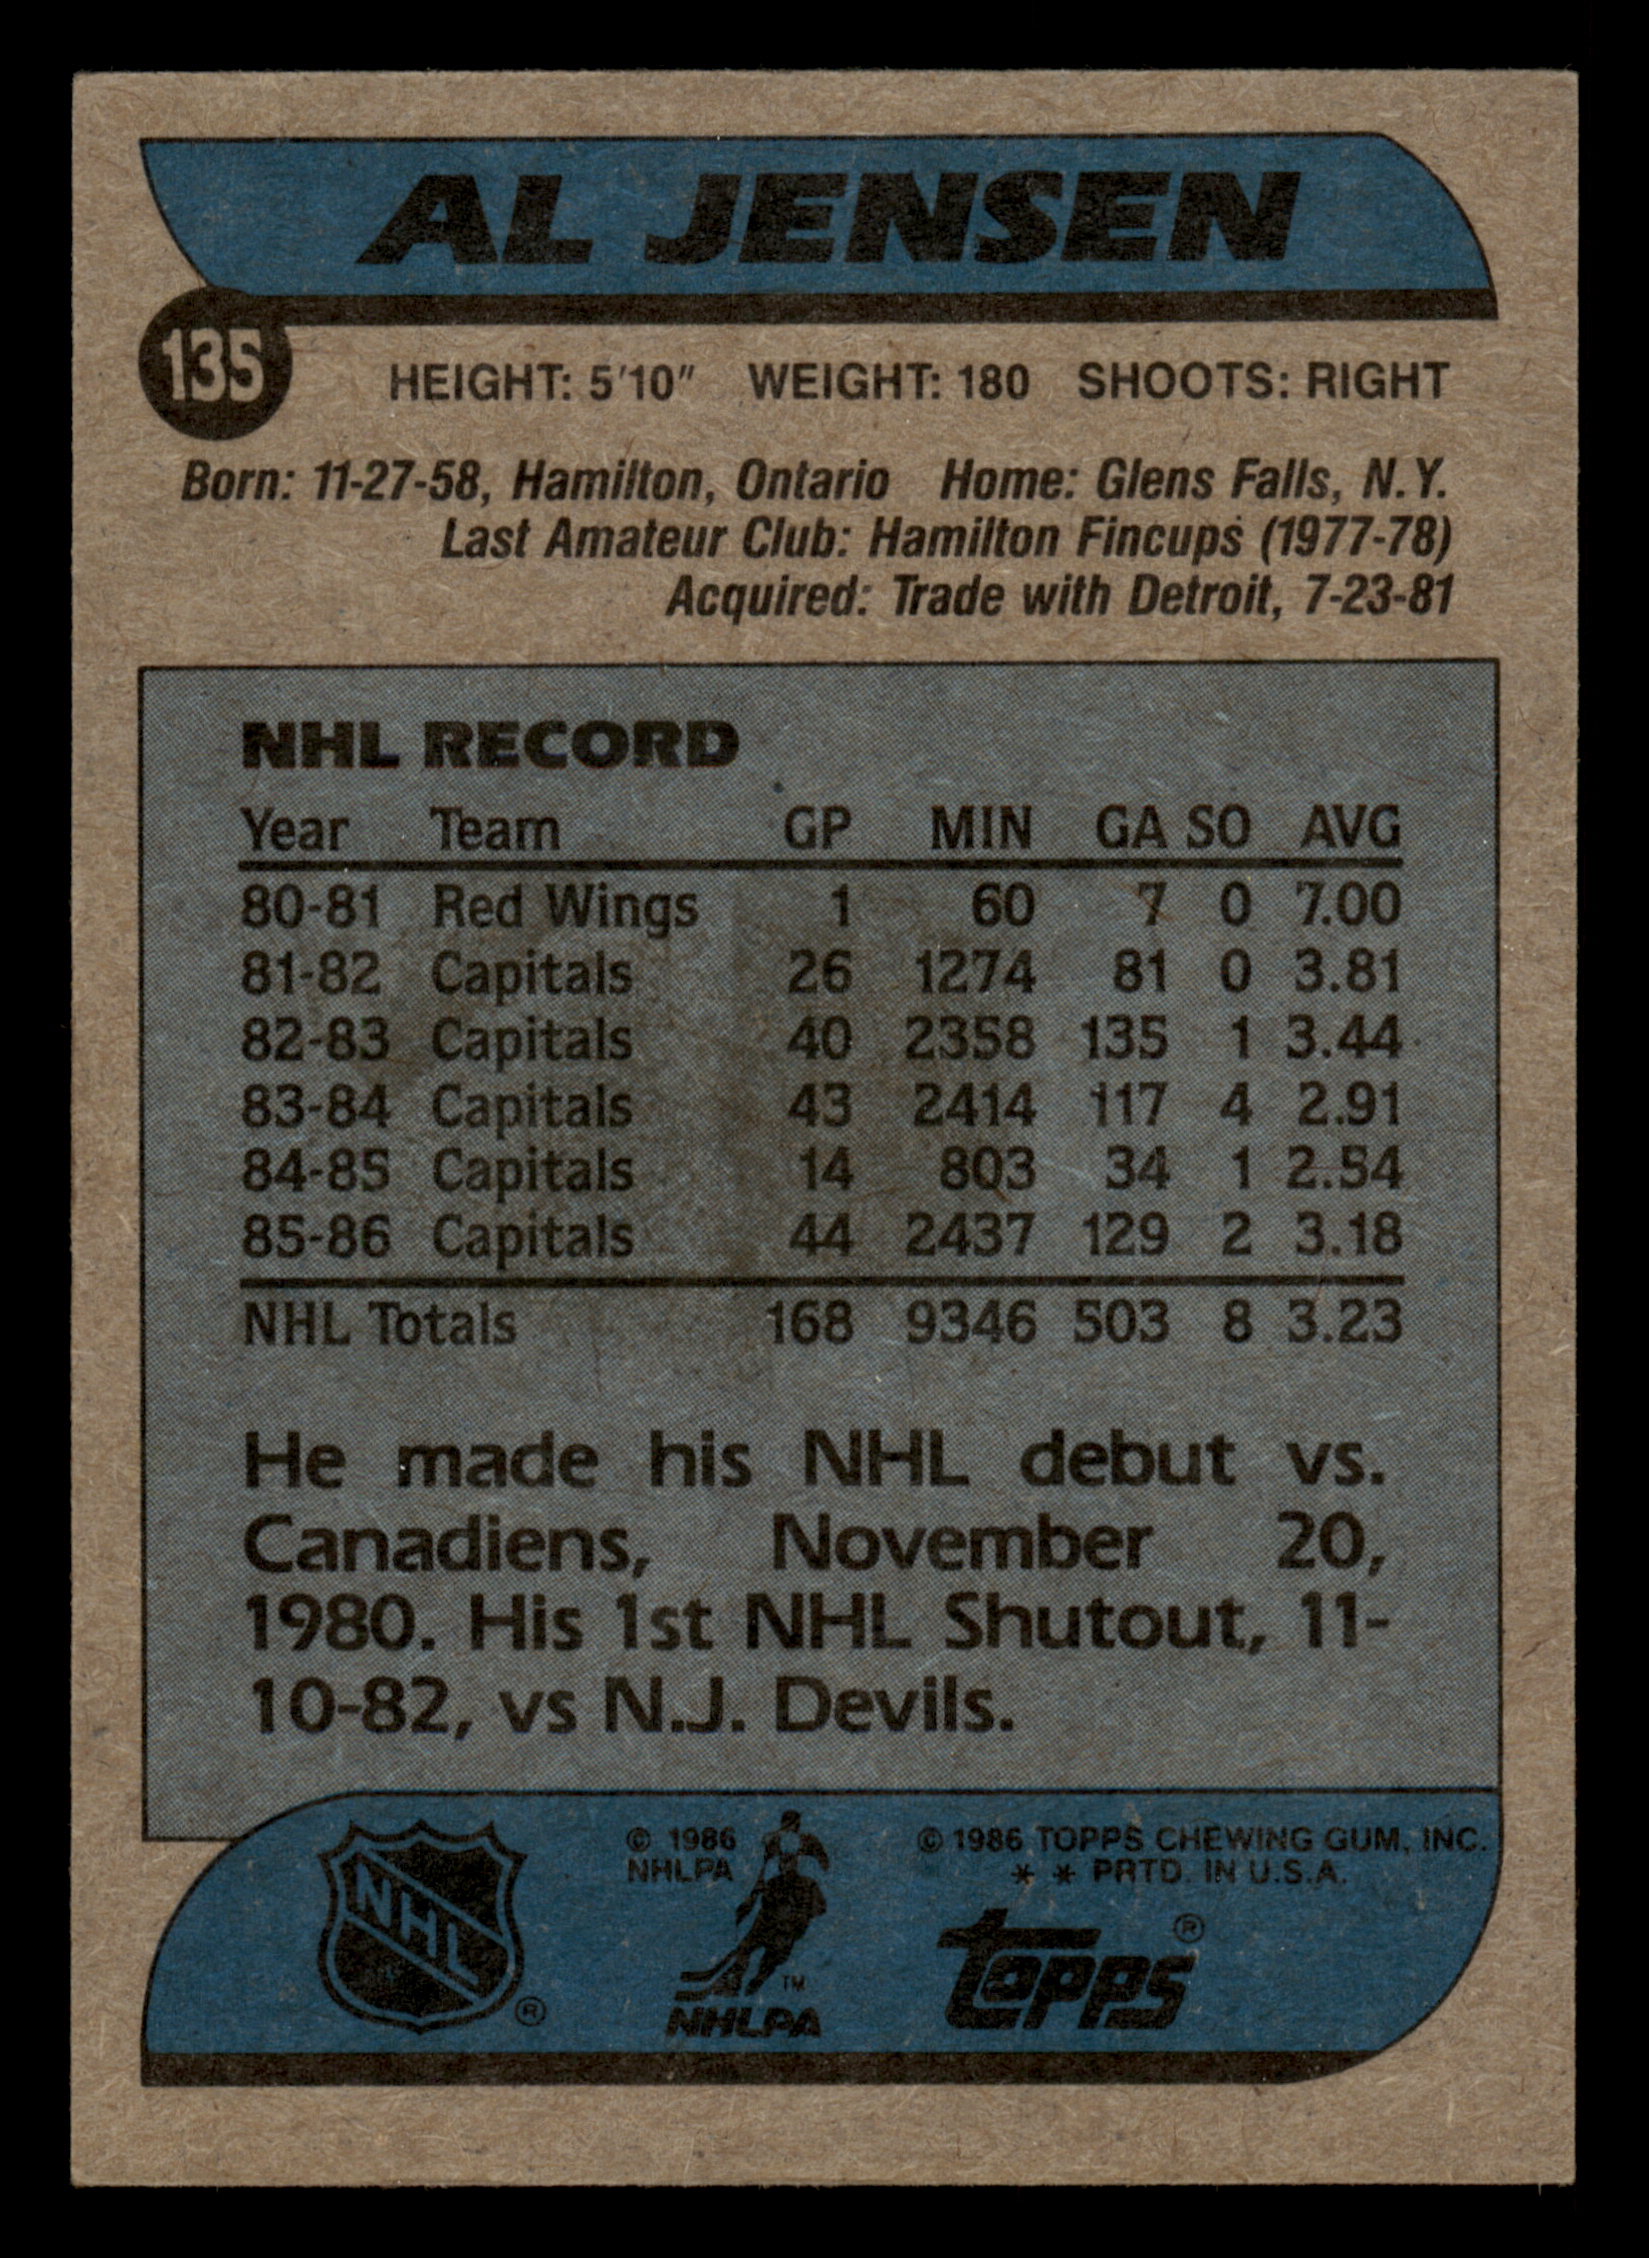 AL JENSEN
135
HEIGHT: 5'10" WEIGHT: 180 SHOOTS: RIGHT
Born: 11-27-58, Hamilton, Ontario Home: Glens Falls, N.Y.
Last Amateur Club: Hamilton Fincups (1977-78)
Acquired: Trade with Detroit, 7-23-81
NHL RECORD
Year Team GP MIN GA SO AVG
80-81 Red Wings 1 60 7 0 7.00
81-82 Capitals 26 1274 81 0 3.81
82-83 Capitals 40 2358 135 1 3.44
83-84 Capitals 43 2414 117 4 2.91
84-85 Capitals 14 803 34 1 2.54
85-86 Capitals 44 2437 129 2 3.18
NHL Totals 168 9346 503 8 3.23
He made his NHL debut vs.
Canadiens, November 20,
1980. His 1st NHL Shutout, 11-
10-82, vs N.J. Devils.
NHL ®
© 1986
NHLPA
TM
NHLPA
© 1986 TOPPS CHEWING GUM, INC.
* * PRTD. IN U.S.A.
topps ®